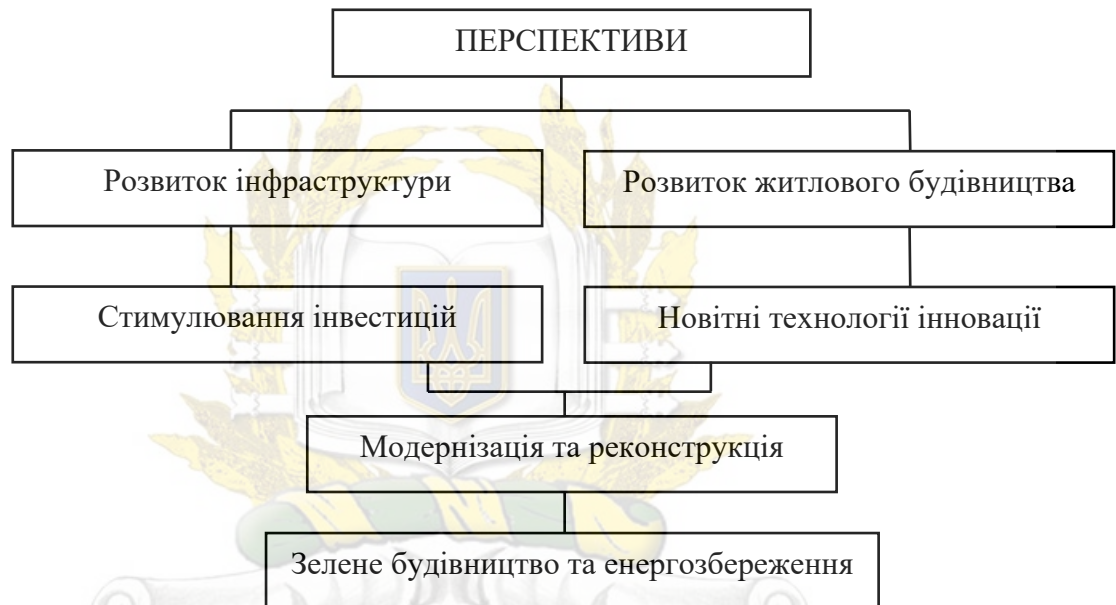 ПЕРСПЕКТИВИ
Розвиток інфраструктури
Розвиток житлового будівництва
Стимулювання інвестицій
Новітні технології інновації
Модернізація та реконструкція
Зелене будівництво та енергозбереження